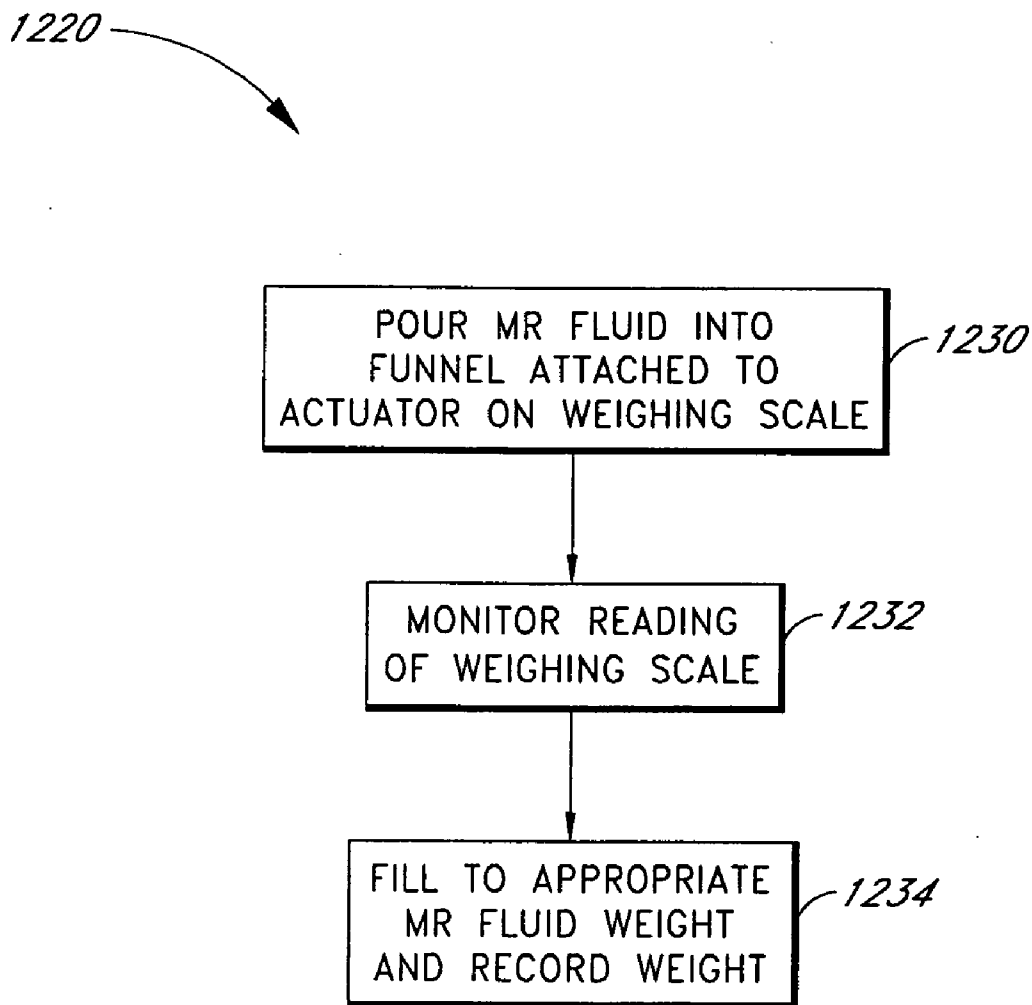 1220
POUR MR FLUID INTO
FUNNEL ATTACHED TO
ACTUATOR ON WEIGHING SCALE
1230
MONITOR READING
OF WEIGHING SCALE
1232
FILL TO APPROPRIATE
MR FLUID WEIGHT
AND RECORD WEIGHT
1234